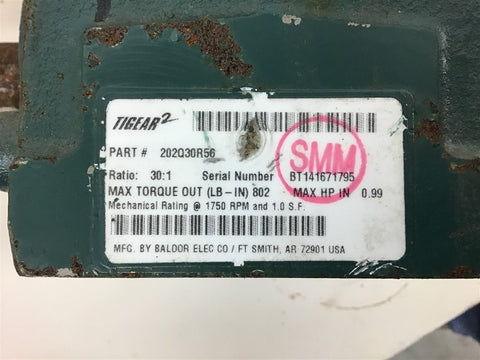 TIGEAR2
PART # 202Q30R56
SMM
Ratio: 30:1 Serial Number BT141671795
MAX TORQUE OUT (LB-IN) 802 MAX HP IN 0.99
Mechanical Rating @ 1750 RPM and 1.0 S.F.
MFG. BY BALDOR ELEC CO / FT SMITH, AR 72901 USA